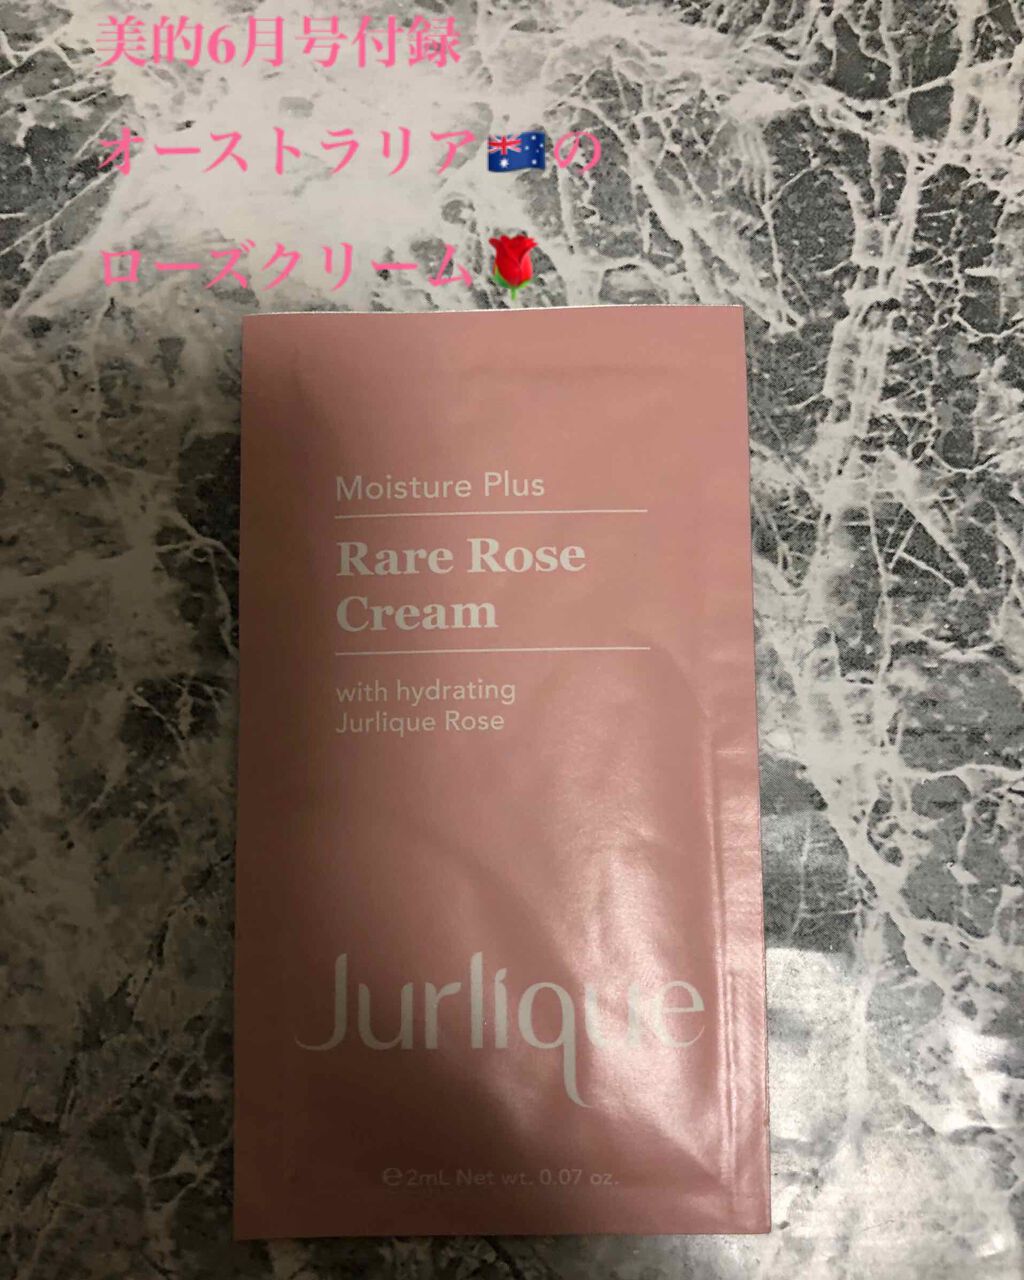 美的6月号付録
オーストラリア🇦🇺の
ローズクリーム🌹
Moisture Plus
Rare Rose
Cream
with hydrating
Jurlique Rose
Jurlique
℮2mL Net wt. 0.07 oz.